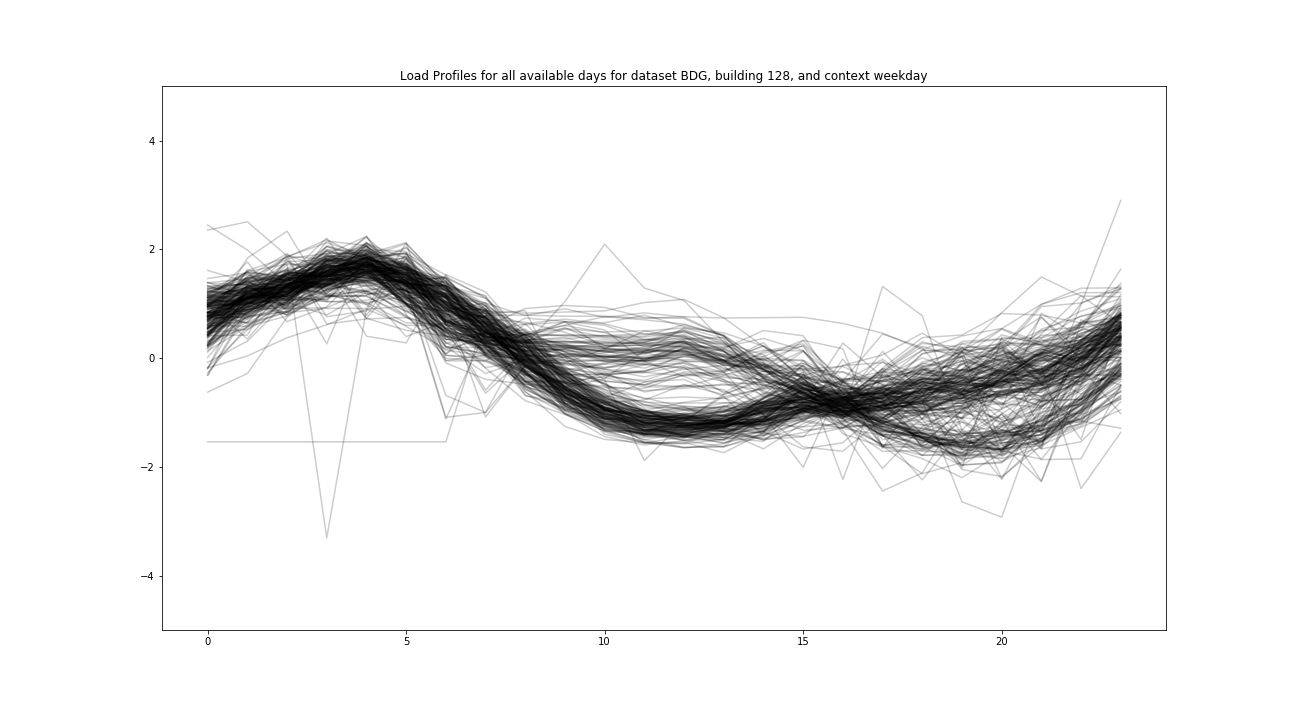 Load Profiles for all available days for dataset BDG, building 128, and context weekday
4
2
0
−2
−4
0 5 10 15 20